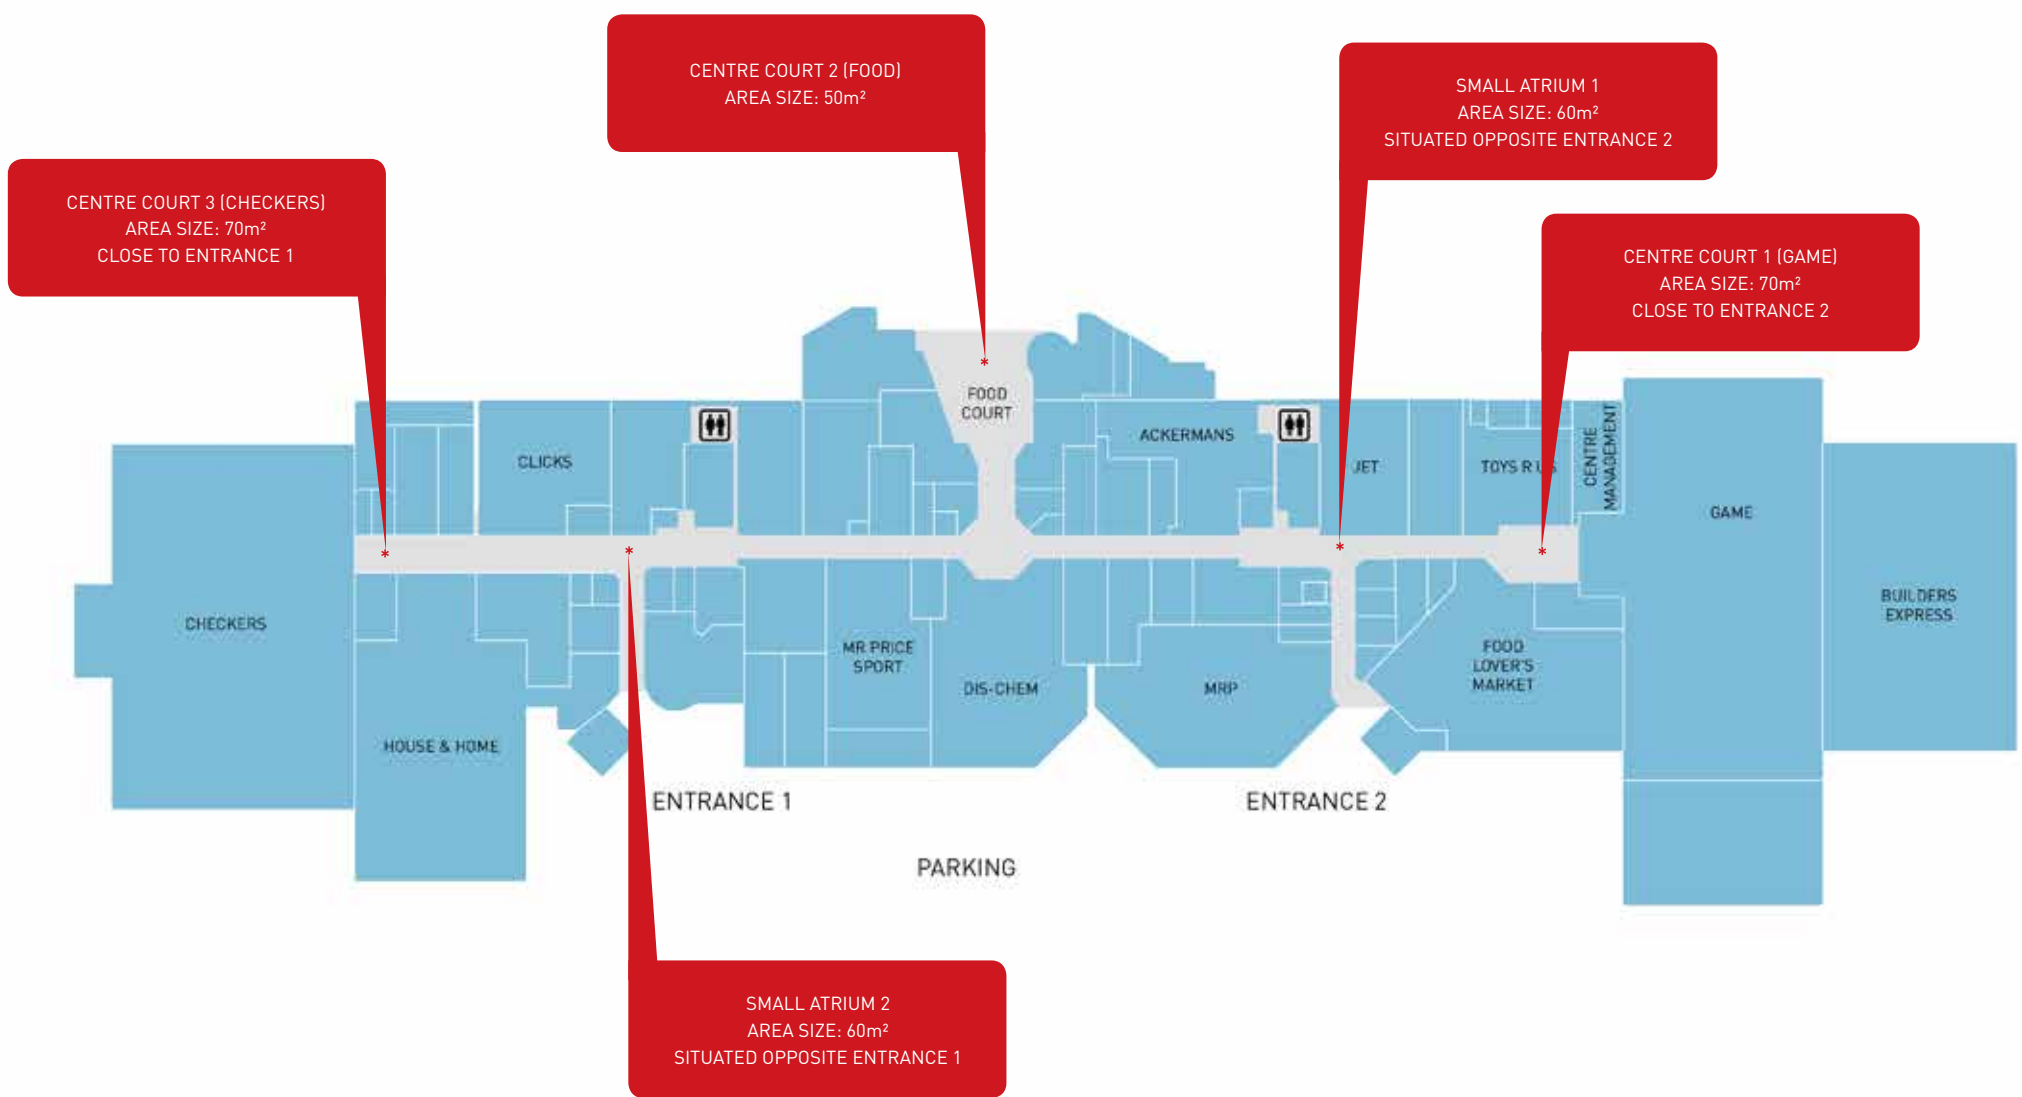 CENTRE COURT 2 (FOOD)
AREA SIZE: 50m²
SMALL ATRIUM 1
AREA SIZE: 60m²
SITUATED OPPOSITE ENTRANCE 2
CENTRE COURT 3 (CHECKERS)
AREA SIZE: 70m²
CLOSE TO ENTRANCE 1
CENTRE COURT 1 (GAME)
AREA SIZE: 70m²
CLOSE TO ENTRANCE 2
FOOD
COURT
CLICKS
ACKERMANS
JET
TOYS R US
CENTRE
MANAGEMENT
GAME
CHECKERS
BUILDERS
EXPRESS
MR PRICE
SPORT
DIS-CHEM
MRP
FOOD
LOVER'S
MARKET
HOUSE & HOME
ENTRANCE 1
ENTRANCE 2
PARKING
SMALL ATRIUM 2
AREA SIZE: 60m²
SITUATED OPPOSITE ENTRANCE 1